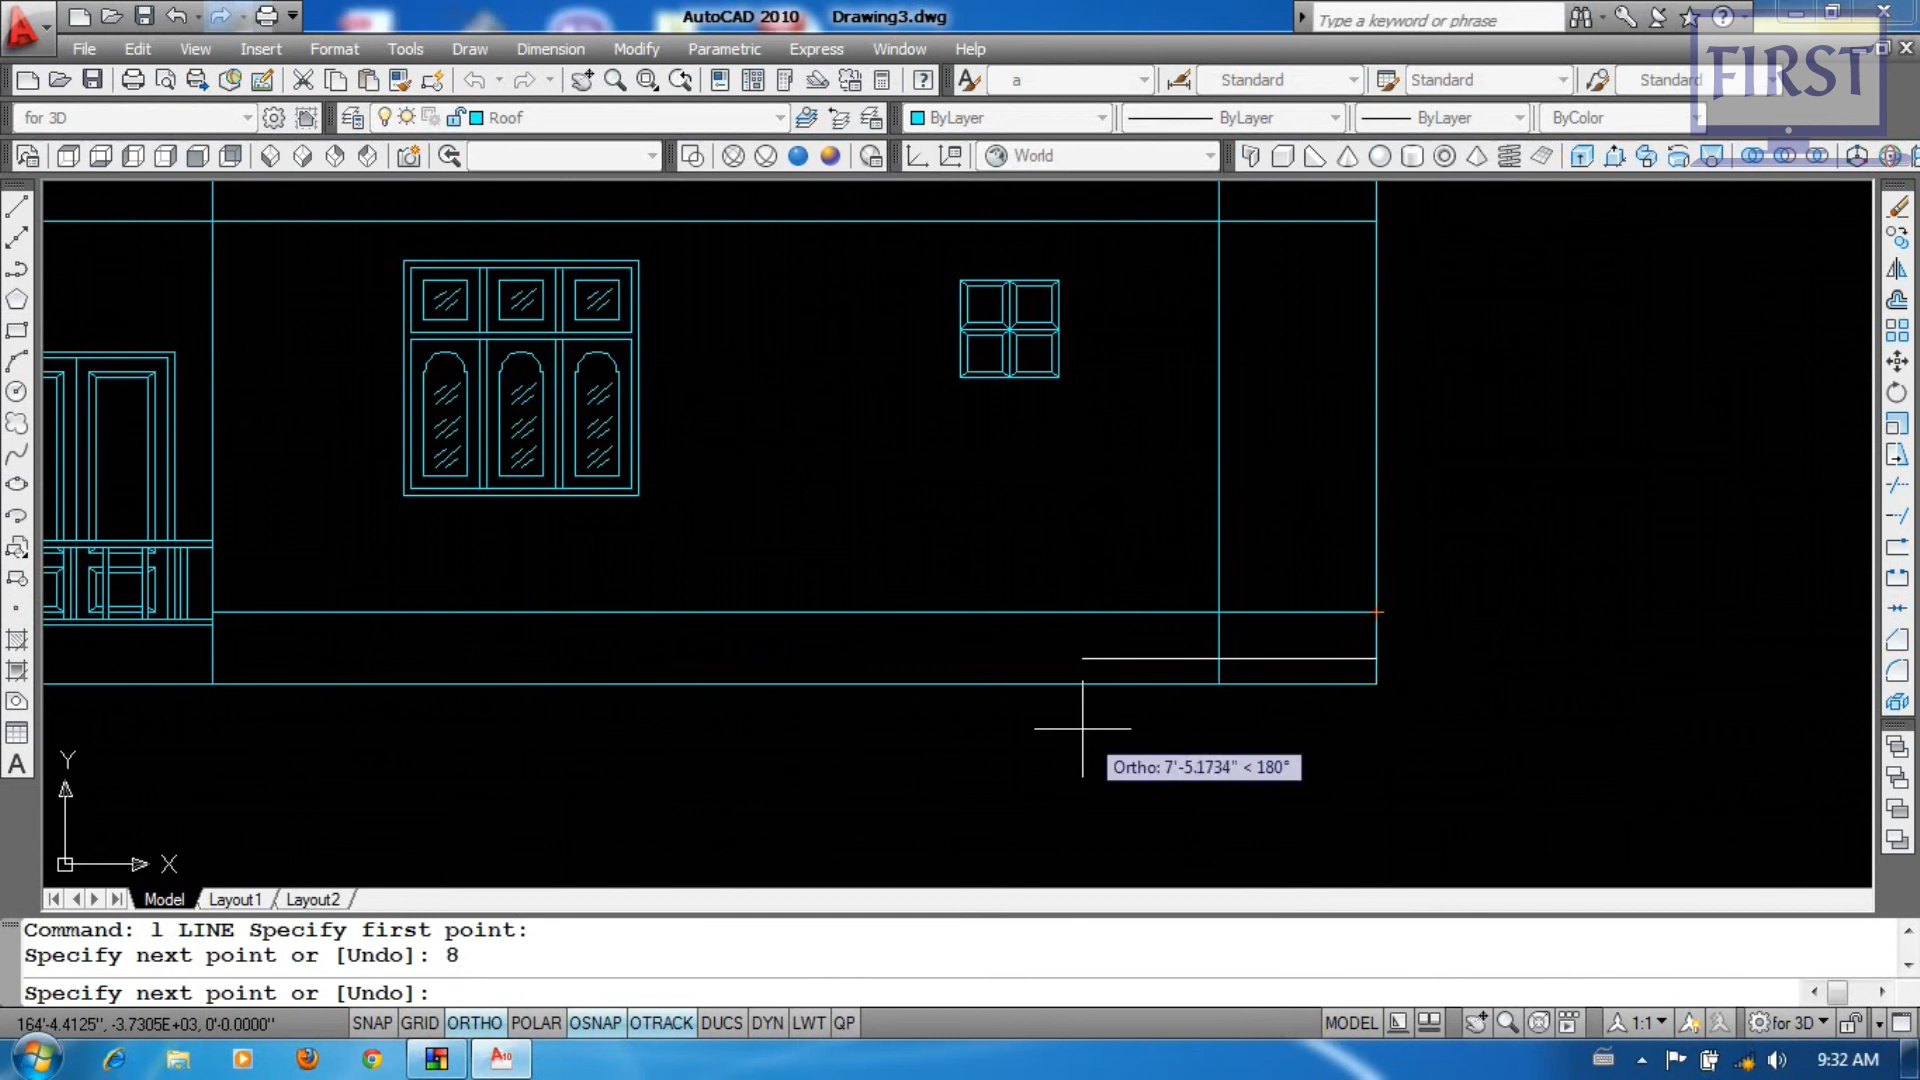 AutoCAD 2010 Drawing3.dwg
Type a keyword or phrase
FIRST
File Edit View Insert Format Tools Draw Dimension Modify Parametric Express Window Help
a Standard Standard Standard
for 3D Roof ByLayer ByLayer ByLayer ByColor
World
Ortho: 7'-5.1734" < 180°
Y
X
A
Model Layout1 Layout2
Command: l LINE Specify first point:
Specify next point or [Undo]: 8
Specify next point or [Undo]:
164'-4.4125", -3.7305E+03, 0'-0.0000" SNAP GRID ORTHO POLAR OSNAP OTRACK DUCS DYN LWT QP MODEL 1:1 for 3D
9:32 AM